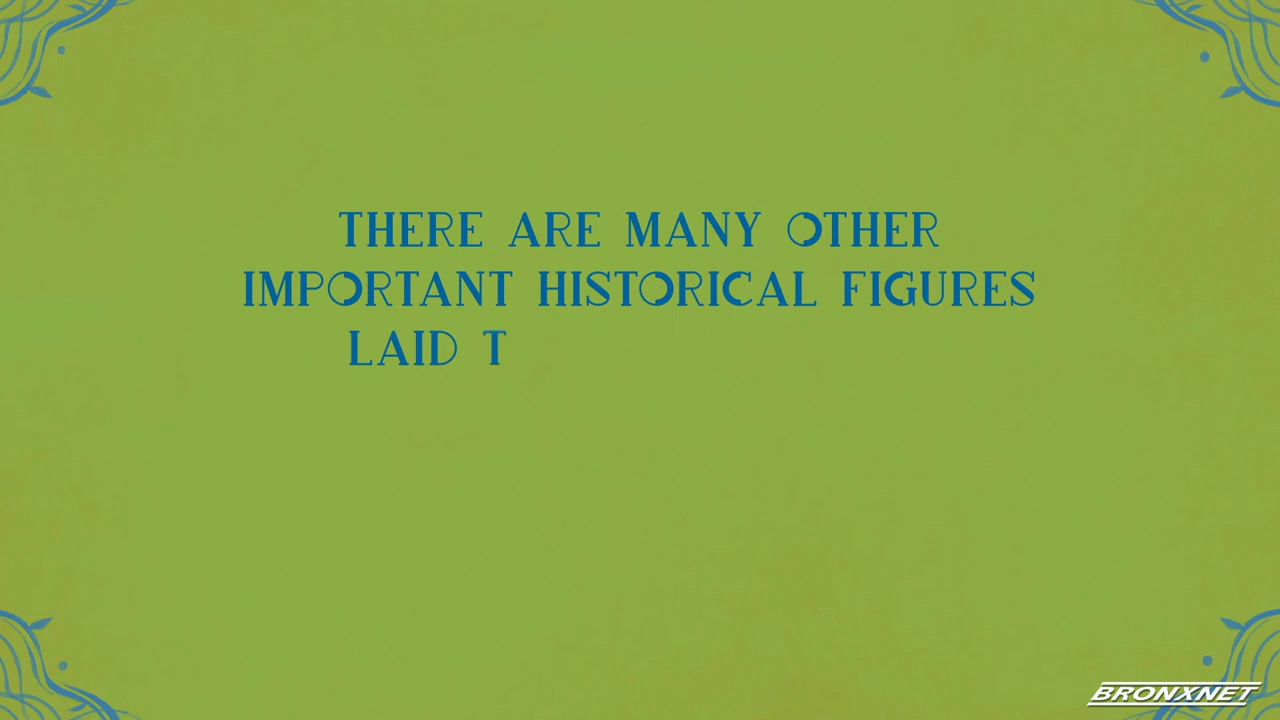 THERE ARE MANY OTHER
IMPORTANT HISTORICAL FIGURES
LAID T
BRONXNET